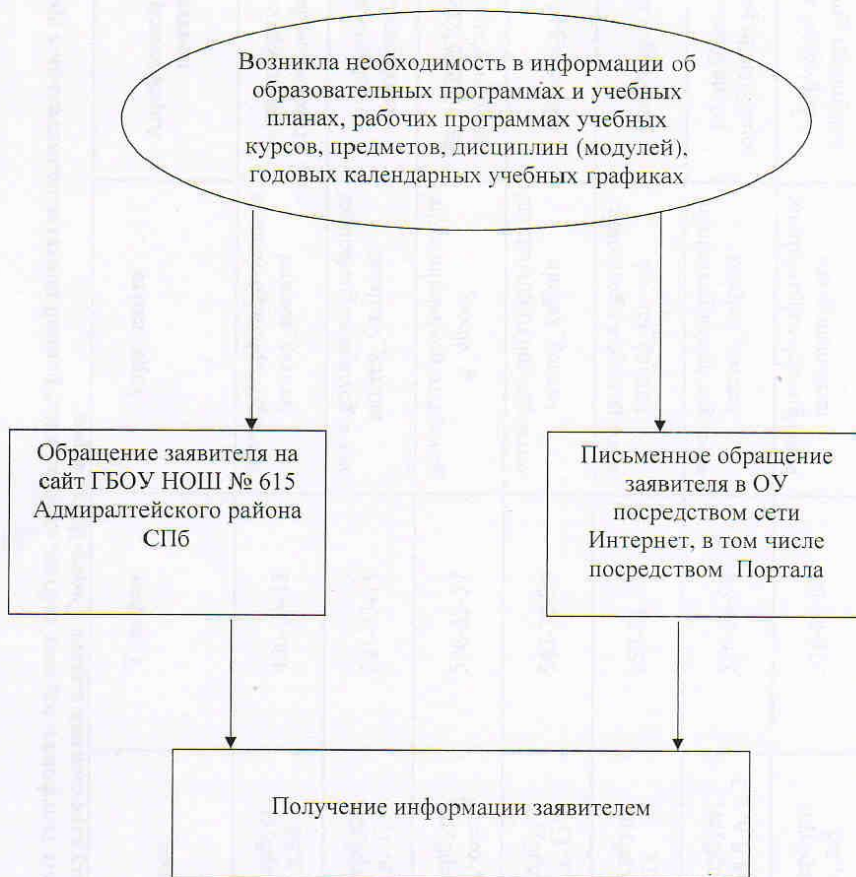 Возникла необходимость в информации об
образовательных программах и учебных
планах, рабочих программах учебных
курсов, предметов, дисциплин (модулей),
годовых календарных учебных графиках
Обращение заявителя на
сайт ГБОУ НОШ № 615
Адмиралтейского района
СПб
Письменное обращение
заявителя в ОУ
посредством сети
Интернет, в том числе
посредством Портала
Получение информации заявителем